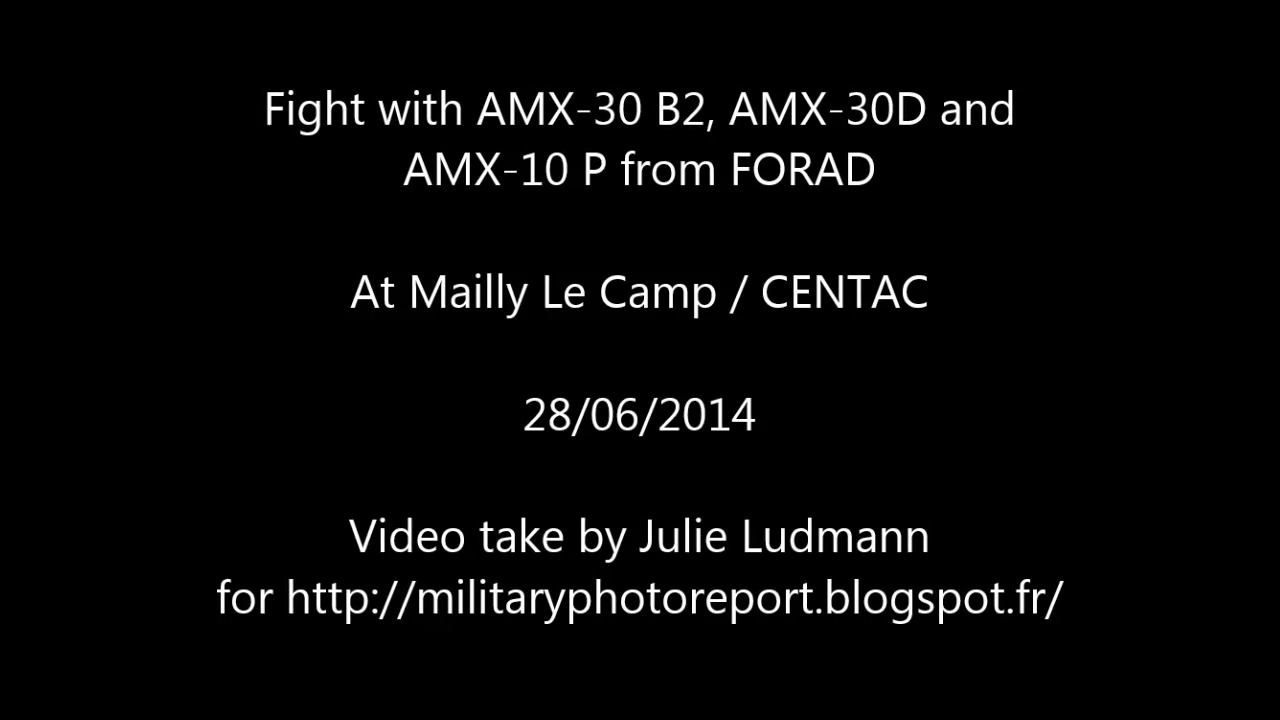 Fight with AMX-30 B2, AMX-30D and
AMX-10 P from FORAD
At Mailly Le Camp / CENTAC
28/06/2014
Video take by Julie Ludmann
for http://militaryphotoreport.blogspot.fr/